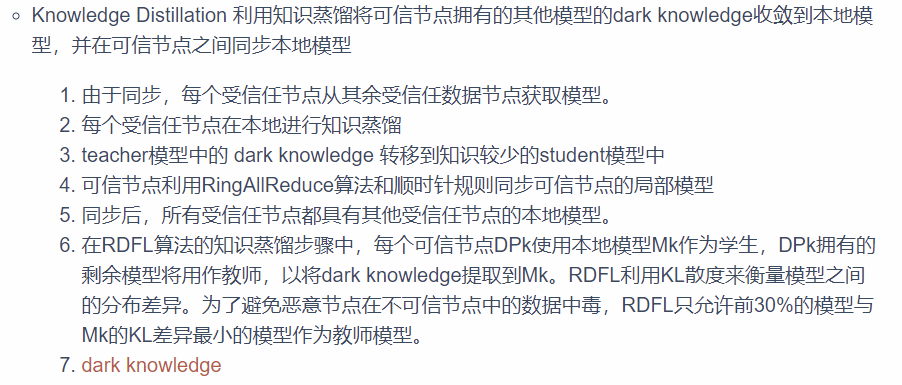 Knowledge Distillation 利用知识蒸馏将可信节点拥有的其他模型的dark knowledge收敛到本地模
型，并在可信节点之间同步本地模型
1. 由于同步，每个受信任节点从其余受信任数据节点获取模型。
2. 每个受信任节点在本地进行知识蒸馏
3. teacher模型中的 dark knowledge 转移到知识较少的student模型中
4. 可信节点利用RingAllReduce算法和顺时针规则同步可信节点的局部模型
5. 同步后，所有受信任节点都具有其他受信任节点的本地模型。
6. 在RDFL算法的知识蒸馏步骤中，每个可信节点DPk使用本地模型Mk作为学生，DPk拥有的
剩余模型将用作教师，以将dark knowledge提取到Mk。RDFL利用KL散度来衡量模型之间
的分布差异。为了避免恶意节点在不可信节点中的数据中毒，RDFL只允许前30%的模型与
Mk的KL差异最小的模型作为教师模型。
7. dark knowledge